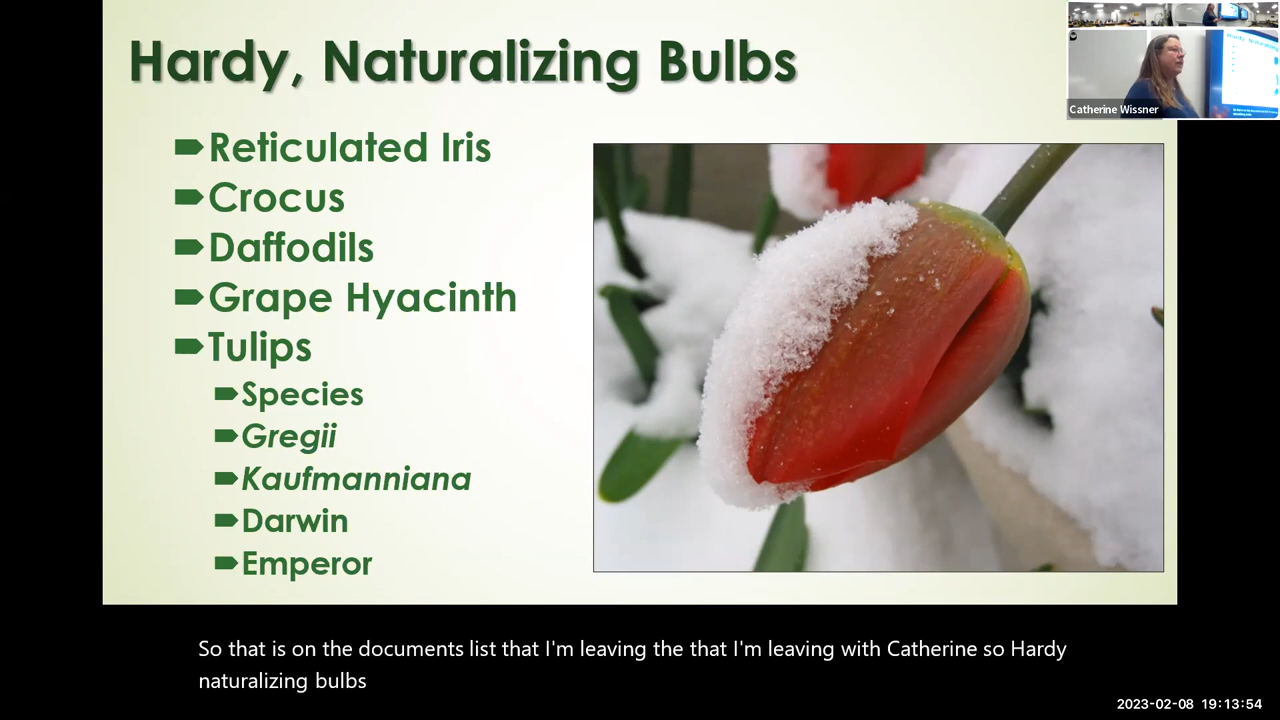 Hardy, Naturalizing Bulbs
Reticulated Iris
Crocus
Daffodils
Grape Hyacinth
Tulips
Species
Gregii
Kaufmanniana
Darwin
Emperor
Catherine Wissner
So that is on the documents list that I'm leaving the that I'm leaving with Catherine so Hardy
naturalizing bulbs
2023-02-08 19:13:54